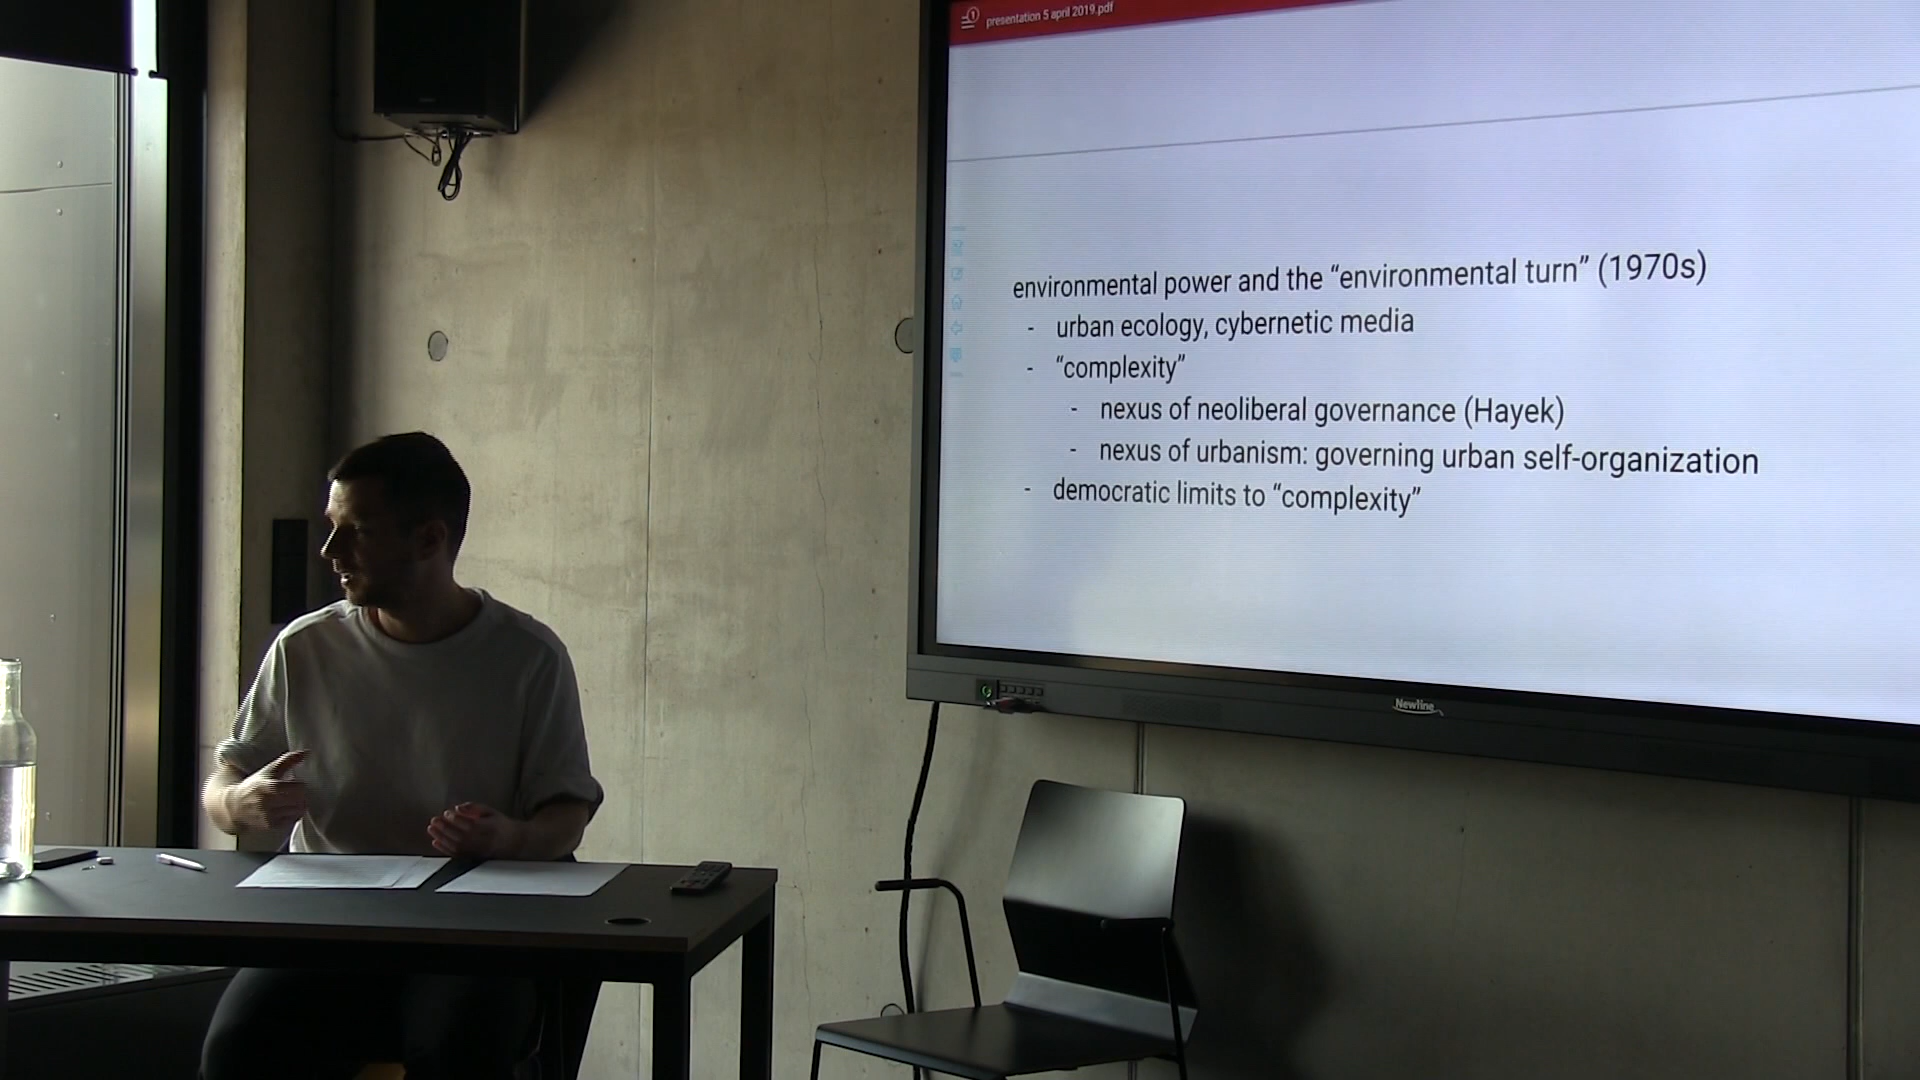 presentation 5 april 2019.pdf
environmental power and the “environmental turn” (1970s)
- urban ecology, cybernetic media
- “complexity”
- nexus of neoliberal governance (Hayek)
- nexus of urbanism: governing urban self-organization
- democratic limits to “complexity”
Newline